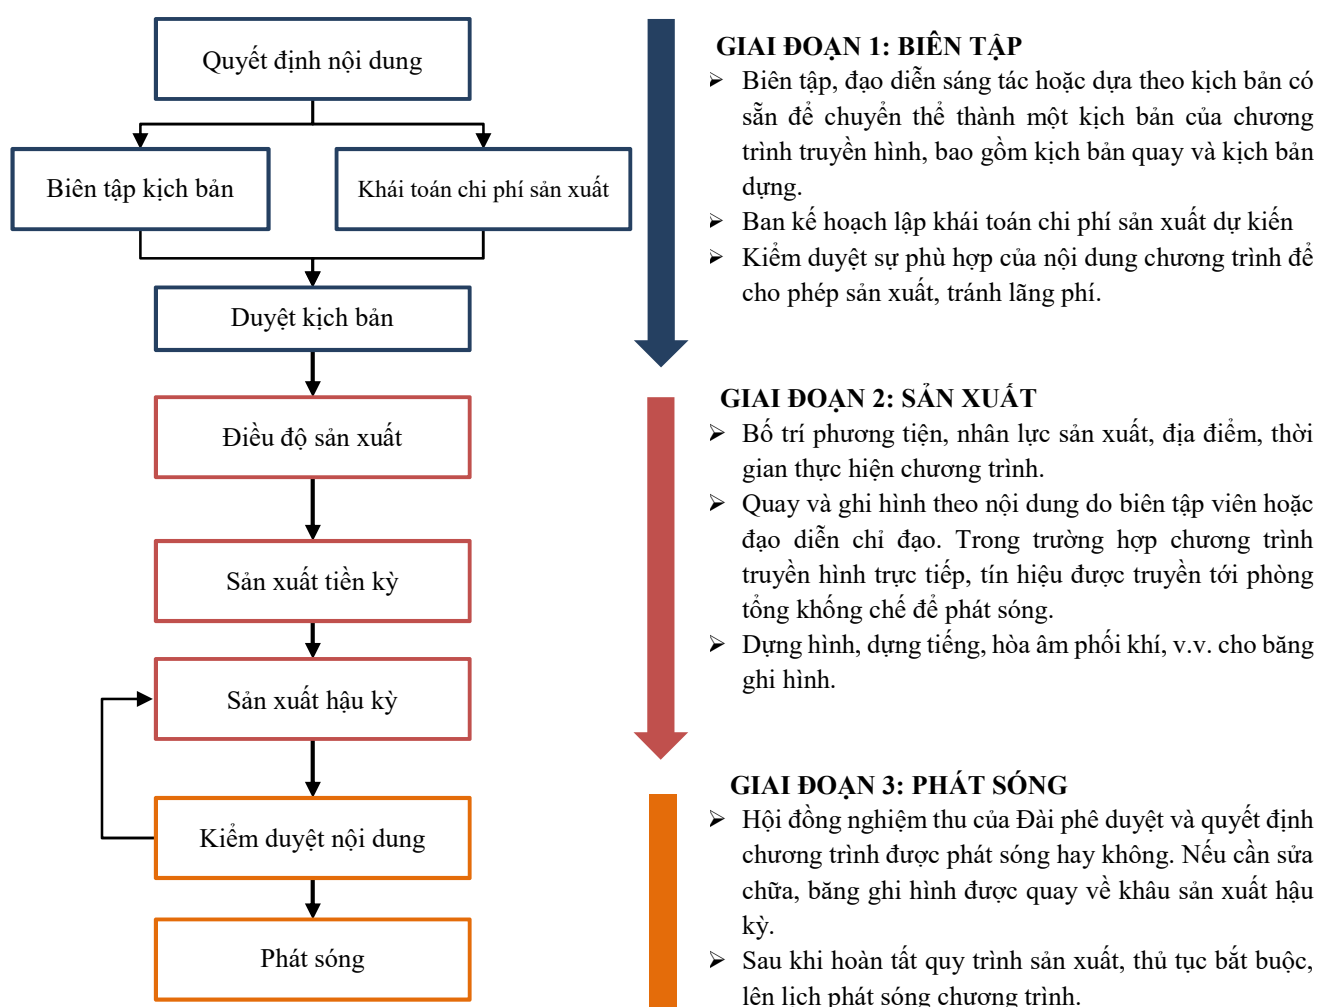 Quyết định nội dung
Biên tập kịch bản
Khái toán chi phí sản xuất
Duyệt kịch bản
Điều độ sản xuất
Sản xuất tiền kỳ
Sản xuất hậu kỳ
Kiểm duyệt nội dung
Phát sóng
GIAI ĐOẠN 1: BIÊN TẬP
➢ Biên tập, đạo diễn sáng tác hoặc dựa theo kịch bản có
sẵn để chuyển thể thành một kịch bản của chương
trình truyền hình, bao gồm kịch bản quay và kịch bản
dựng.
➢ Ban kế hoạch lập khái toán chi phí sản xuất dự kiến
➢ Kiểm duyệt sự phù hợp của nội dung chương trình để
cho phép sản xuất, tránh lãng phí.
GIAI ĐOẠN 2: SẢN XUẤT
➢ Bố trí phương tiện, nhân lực sản xuất, địa điểm, thời
gian thực hiện chương trình.
➢ Quay và ghi hình theo nội dung do biên tập viên hoặc
đạo diễn chỉ đạo. Trong trường hợp chương trình
truyền hình trực tiếp, tín hiệu được truyền tới phòng
tổng khống chế để phát sóng.
➢ Dựng hình, dựng tiếng, hòa âm phối khí, v.v. cho băng
ghi hình.
GIAI ĐOẠN 3: PHÁT SÓNG
➢ Hội đồng nghiệm thu của Đài phê duyệt và quyết định
chương trình được phát sóng hay không. Nếu cần sửa
chữa, băng ghi hình được quay về khâu sản xuất hậu
kỳ.
➢ Sau khi hoàn tất quy trình sản xuất, thủ tục bắt buộc,
lên lịch phát sóng chương trình.